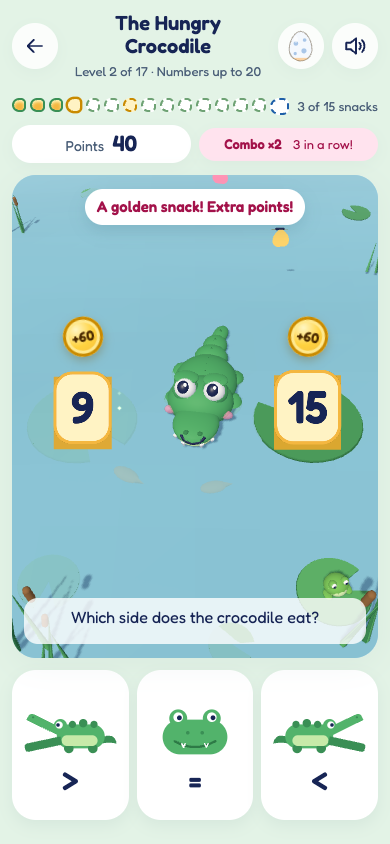 The Hungry
Crocodile
Level 2 of 17 · Numbers up to 20
3 of 15 snacks
Points 40
Combo x2 3 in a row!
A golden snack! Extra points!
+60
+60
9
15
Which side does the crocodile eat?
> = <